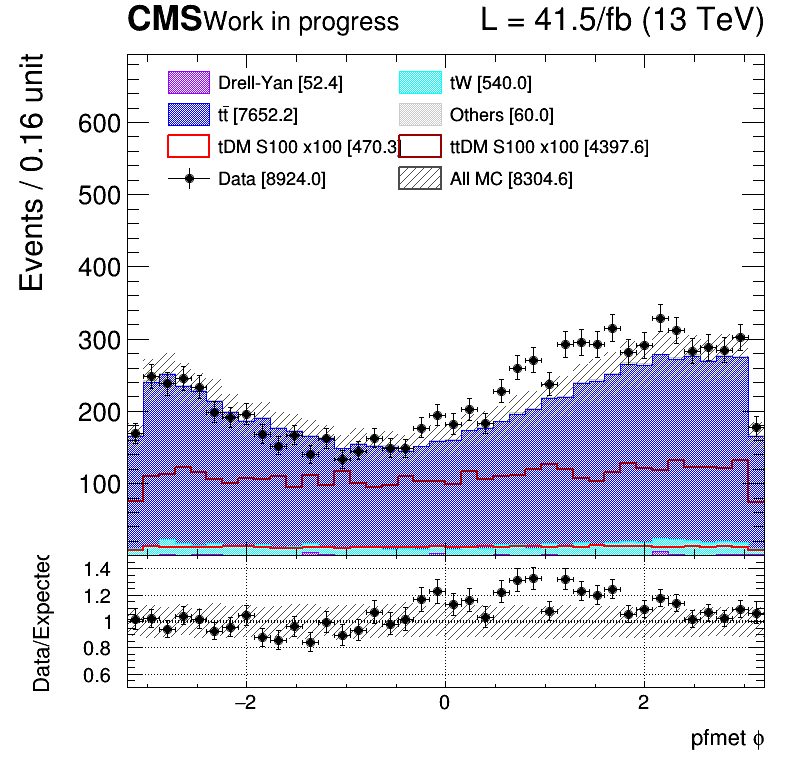 CMS Work in progress L = 41.5/fb (13 TeV)
Events / 0.16 unit
Drell-Yan [52.4] tW [540.0]
tt̄ [7652.2] Others [60.0]
tDM S100 x100 [470.3] ttDM S100 x100 [4397.6]
Data [8924.0] All MC [8304.6]
600
500
400
300
200
100
Data/Expected
1.4
1.2
1
0.8
0.6
−2 0 2
pfmet ϕ